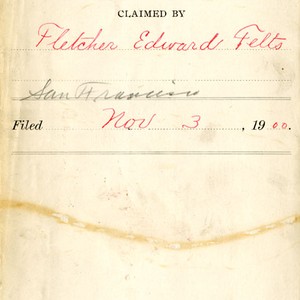 CLAIMED BY
Fletcher Edward Felts
San Francisco
Filed Nov 3, 1900.